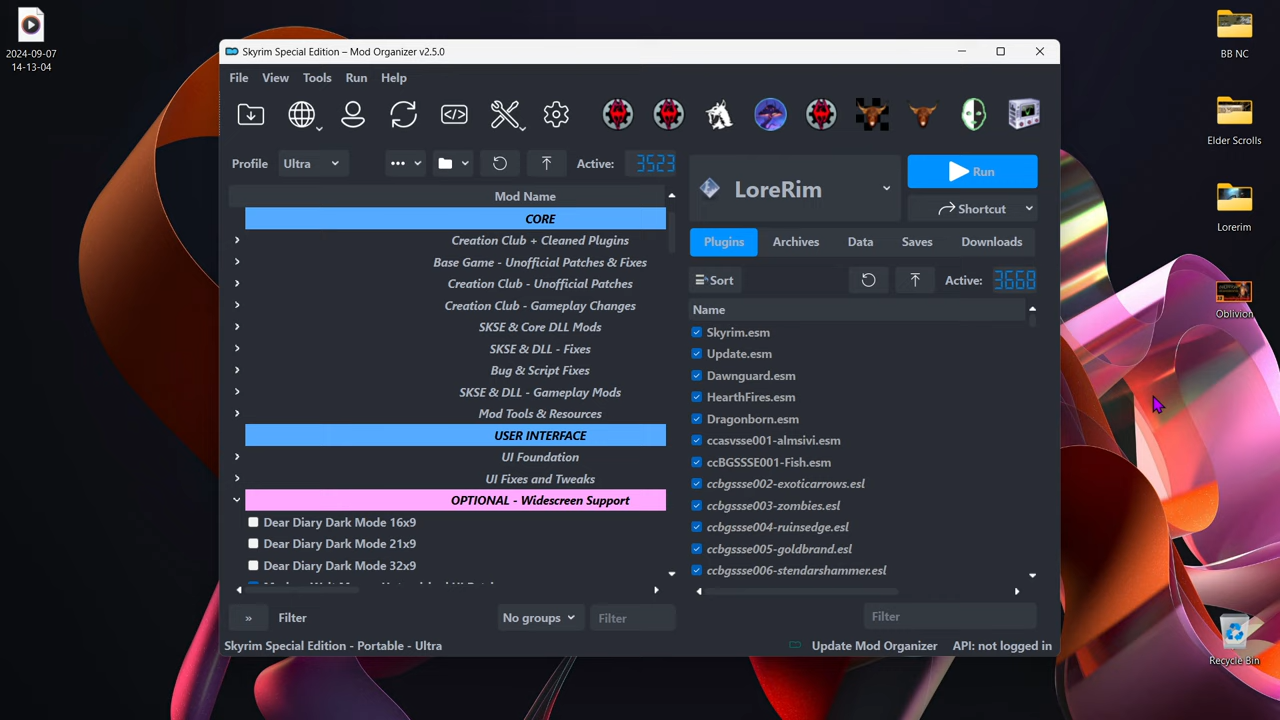 2024-09-07
14-13-04
Skyrim Special Edition – Mod Organizer v2.5.0
File View Tools Run Help
Profile Ultra Active: 3523
Mod Name
CORE
Creation Club + Cleaned Plugins
Base Game - Unofficial Patches & Fixes
Creation Club - Unofficial Patches
Creation Club - Gameplay Changes
SKSE & Core DLL Mods
SKSE & DLL - Fixes
Bug & Script Fixes
SKSE & DLL - Gameplay Mods
Mod Tools & Resources
USER INTERFACE
UI Foundation
UI Fixes and Tweaks
OPTIONAL - Widescreen Support
Dear Diary Dark Mode 16x9
Dear Diary Dark Mode 21x9
Dear Diary Dark Mode 32x9
» Filter No groups Filter
Skyrim Special Edition - Portable - Ultra
LoreRim
Run
Shortcut
Plugins Archives Data Saves Downloads
Sort Active: 3668
Name
Skyrim.esm
Update.esm
Dawnguard.esm
HearthFires.esm
Dragonborn.esm
ccasvsse001-almsivi.esm
ccBGSSSE001-Fish.esm
ccbgssse002-exoticarrows.esl
ccbgssse003-zombies.esl
ccbgssse004-ruinsedge.esl
ccbgssse005-goldbrand.esl
ccbgssse006-stendarshammer.esl
Filter
Update Mod Organizer API: not logged in
BB NC
Elder Scrolls
Lorerim
Oblivion
Recycle Bin